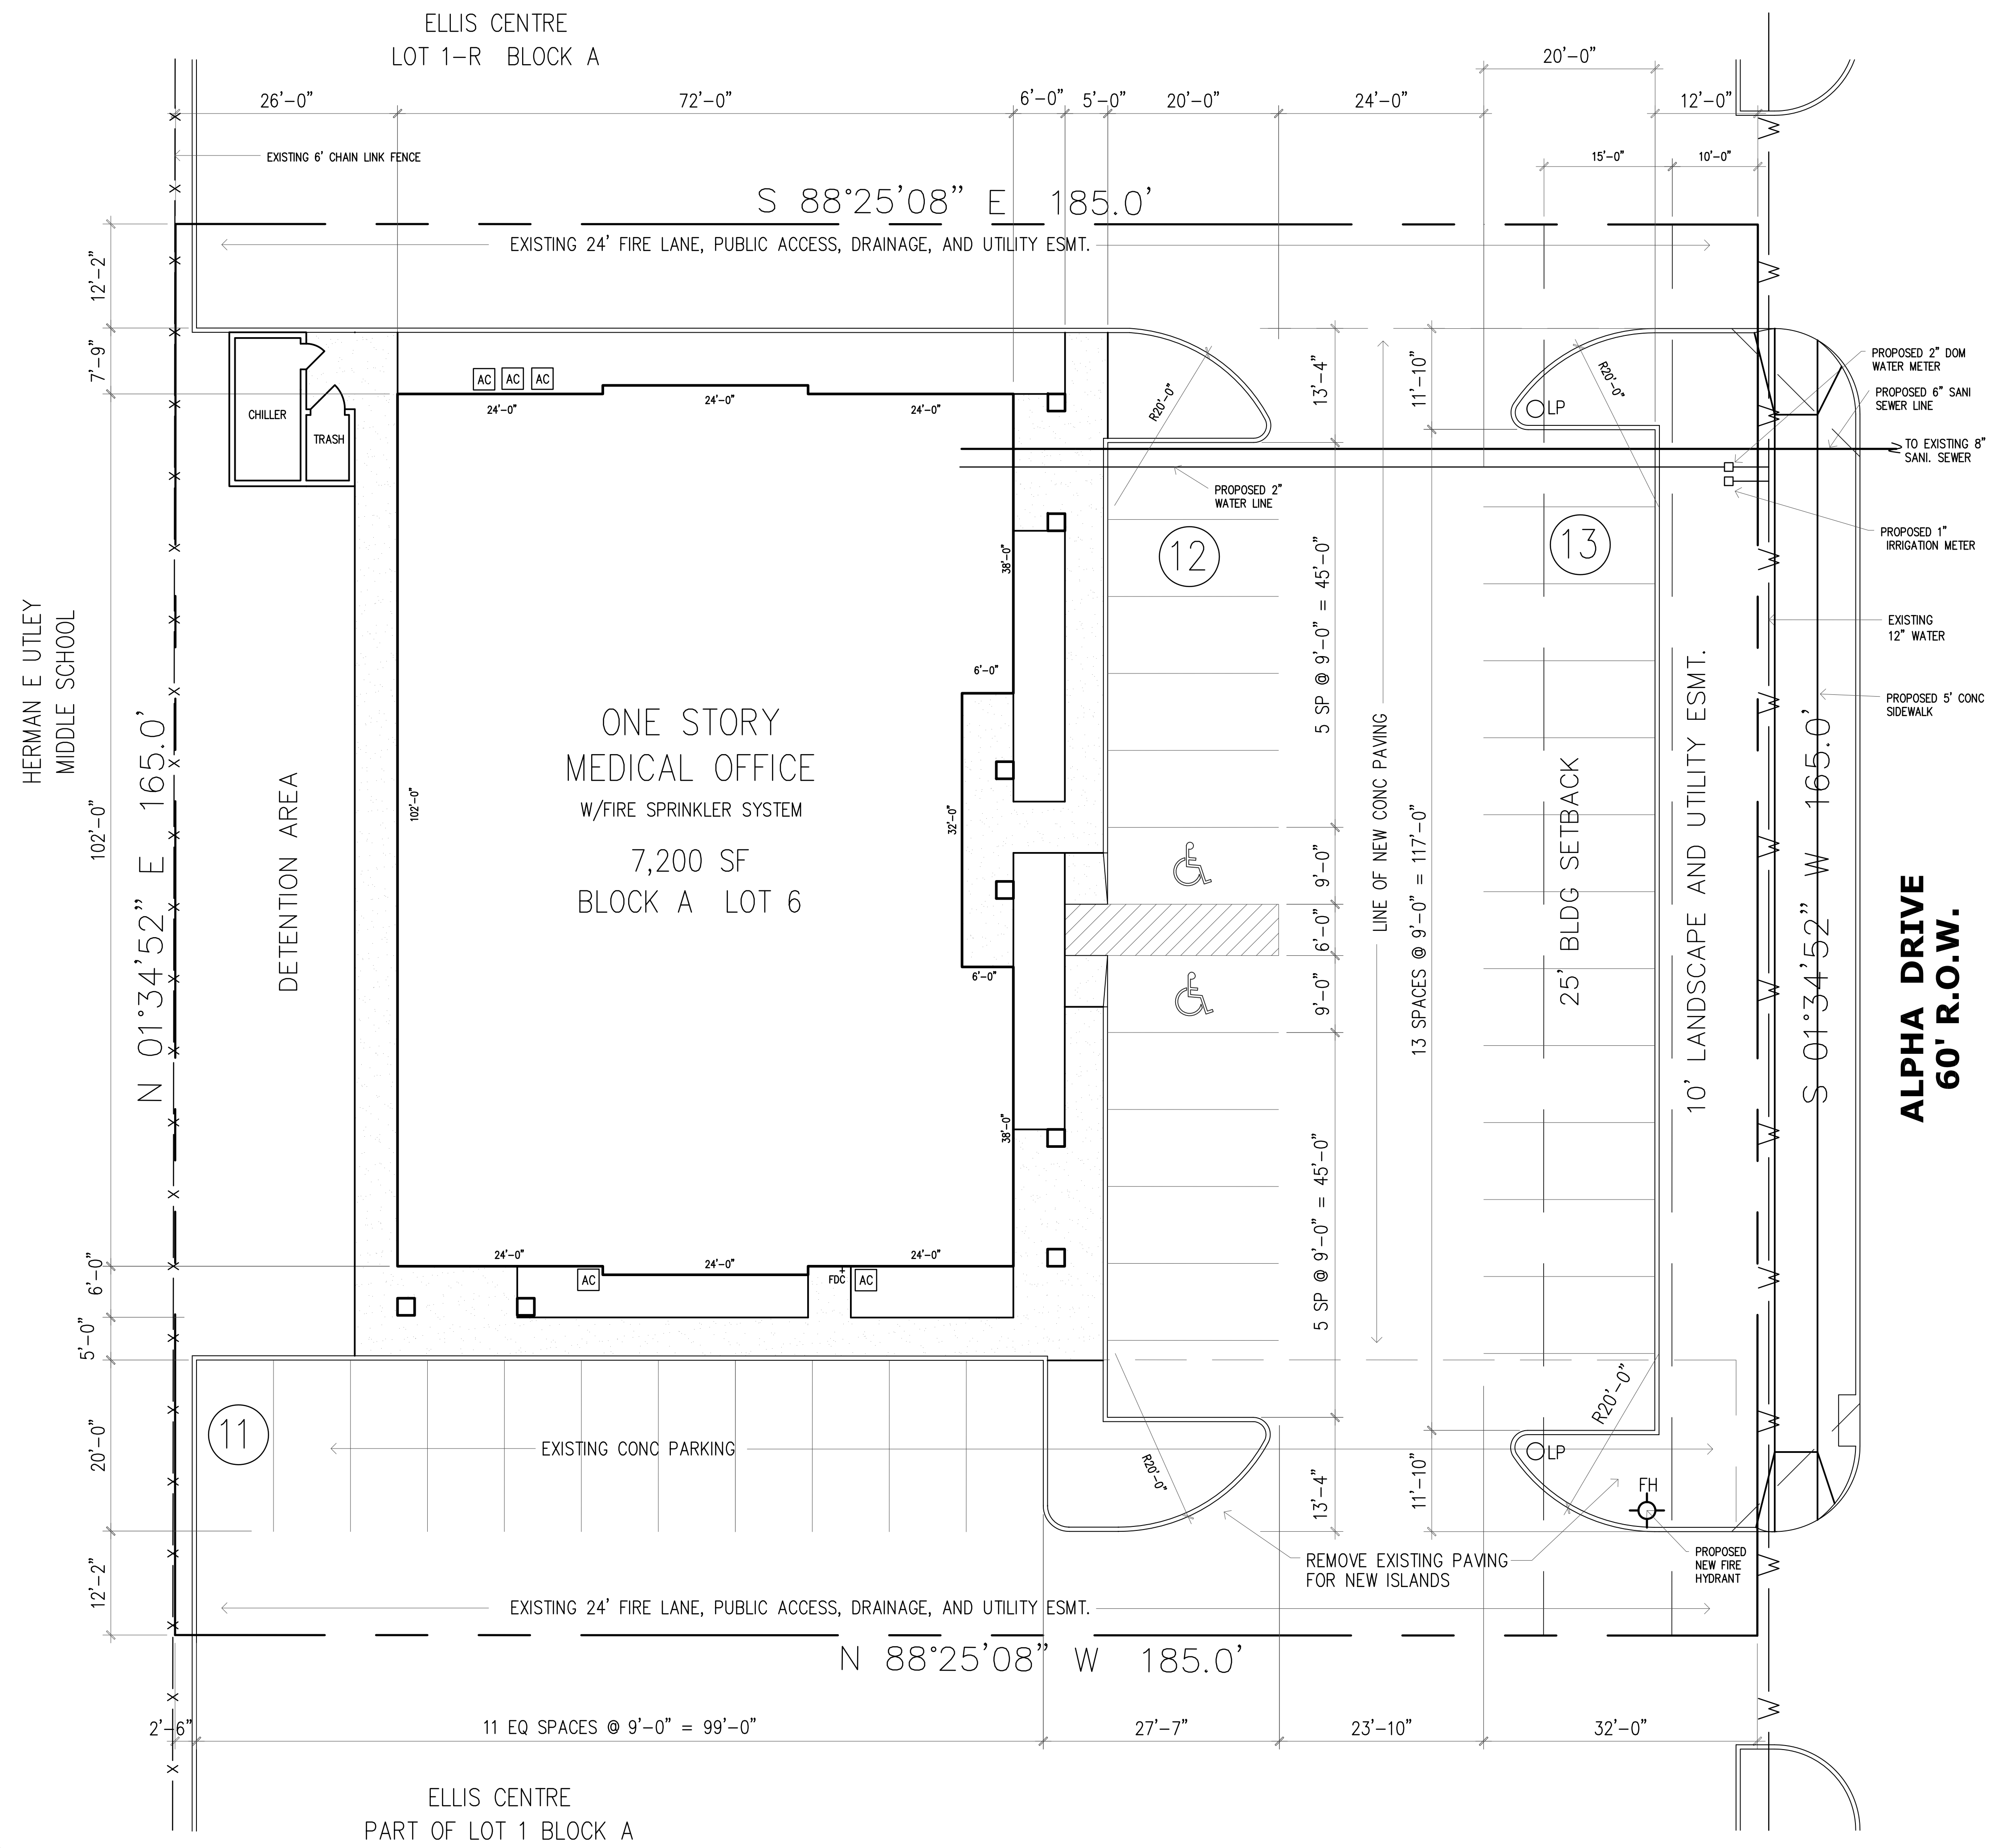 ELLIS CENTRE
LOT 1-R BLOCK A
20'-0"
26'-0"
72'-0"
6'-0"
5'-0"
20'-0"
24'-0"
12'-0"
EXISTING 6' CHAIN LINK FENCE
15'-0"
10'-0"
S 88°25'08" E 185.0'
EXISTING 24' FIRE LANE, PUBLIC ACCESS, DRAINAGE, AND UTILITY ESMT.
12'-2"
7'-9"
102'-0"
6'-0"
5'-0"
20'-0"
12'-2"
HERMAN E UTLEY
MIDDLE SCHOOL
N 01°34'52" E 165.0'
CHILLER
TRASH
DETENTION AREA
AC
AC
AC
24'-0"
24'-0"
24'-0"
102'-0"
38'-0"
6'-0"
32'-0"
6'-0"
38'-0"
ONE STORY
MEDICAL OFFICE
W/FIRE SPRINKLER SYSTEM
7,200 SF
BLOCK A LOT 6
24'-0"
24'-0"
24'-0"
AC
FDC
AC
R20'-0"
13'-4"
11'-10"
R20'-0"
LP
PROPOSED 2"
WATER LINE
12
13
5 SP @ 9'-0" = 45'-0"
9'-0"
6'-0"
9'-0"
5 SP @ 9'-0" = 45'-0"
13'-4"
LINE OF NEW CONC PAVING
13 SPACES @ 9'-0" = 117'-0"
11'-10"
25' BLDG SETBACK
10' LANDSCAPE AND UTILITY ESMT.
S 01°34'52" W 165.0'
PROPOSED 2" DOM
WATER METER
PROPOSED 6" SANI
SEWER LINE
TO EXISTING 8"
SANI. SEWER
PROPOSED 1"
IRRIGATION METER
EXISTING
12" WATER
PROPOSED 5' CONC
SIDEWALK
ALPHA DRIVE
60' R.O.W.
11
EXISTING CONC PARKING
R20'-0"
R20'-0"
LP
FH
REMOVE EXISTING PAVING
FOR NEW ISLANDS
PROPOSED
NEW FIRE
HYDRANT
EXISTING 24' FIRE LANE, PUBLIC ACCESS, DRAINAGE, AND UTILITY ESMT.
N 88°25'08" W 185.0'
2'-6"
11 EQ SPACES @ 9'-0" = 99'-0"
27'-7"
23'-10"
32'-0"
ELLIS CENTRE
PART OF LOT 1 BLOCK A